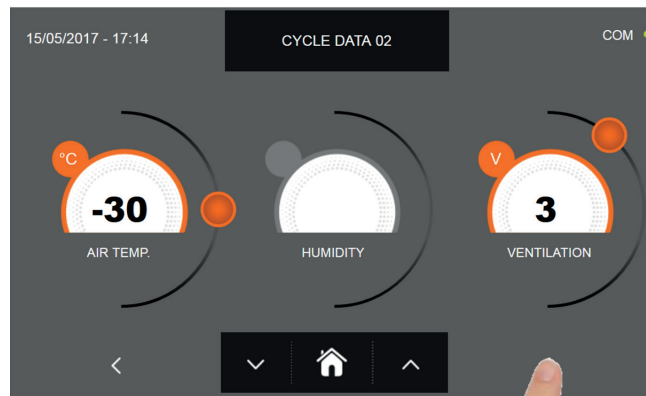 15/05/2017 - 17:14
CYCLE DATA 02
COM
°C
V
-30
3
AIR TEMP.
HUMIDITY
VENTILATION